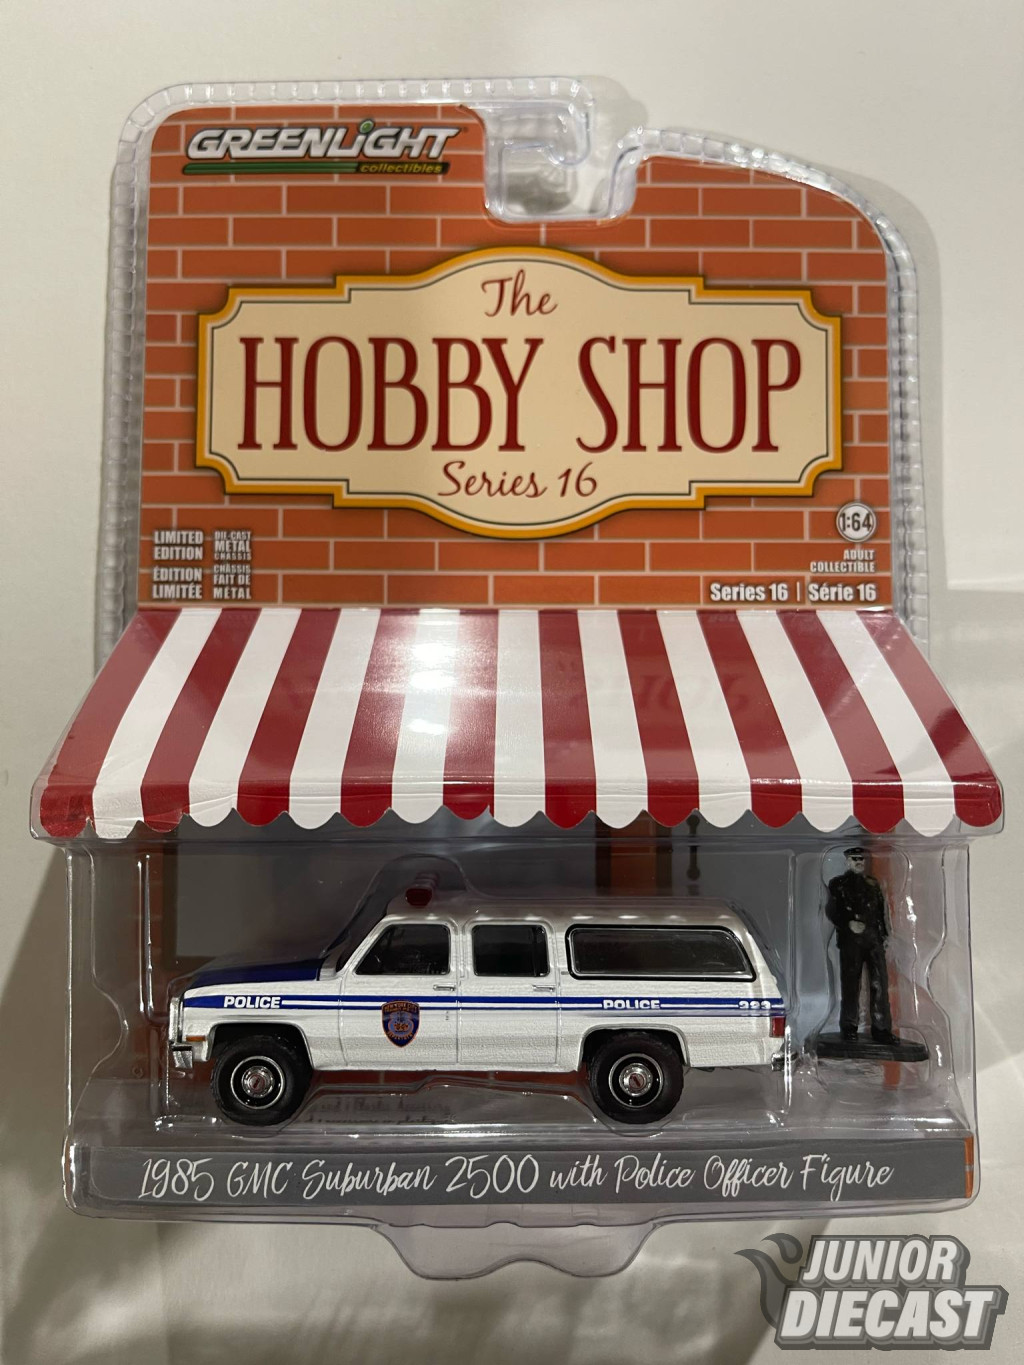 GREENLIGHT
collectibles
The
HOBBY SHOP
Series 16
1:64
LIMITED
EDITION
DIE-CAST
METAL
CHASSIS
ÉDITION
LIMITÉE
CHÂSSIS
FAIT DE
MÉTAL
ADULT
COLLECTIBLE
Series 16 | Série 16
POLICE
POLICE
1985 GMC Suburban 2500 with Police Officer Figure
JUNIOR
DIECAST